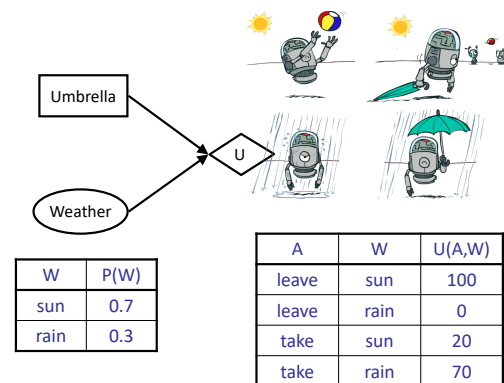 Umbrella
U
Weather
W P(W)
sun 0.7
rain 0.3
A W U(A,W)
leave sun 100
leave rain 0
take sun 20
take rain 70